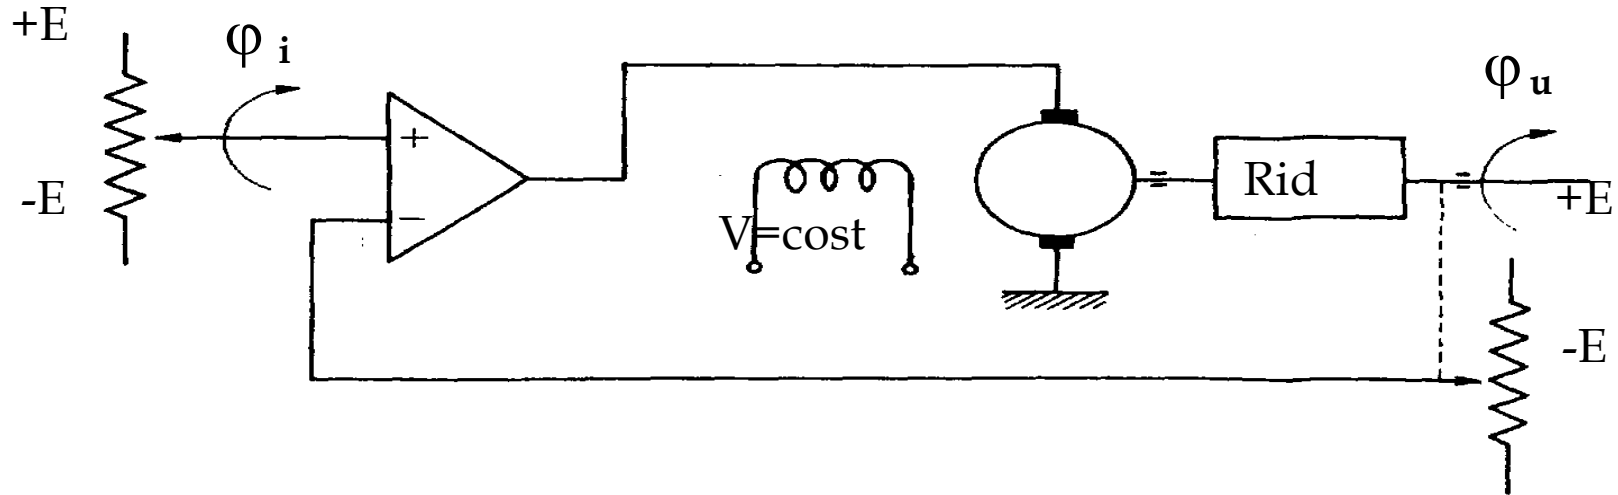 +E
φ i
-E
+
−
V=cost
Rid
φ u
+E
-E